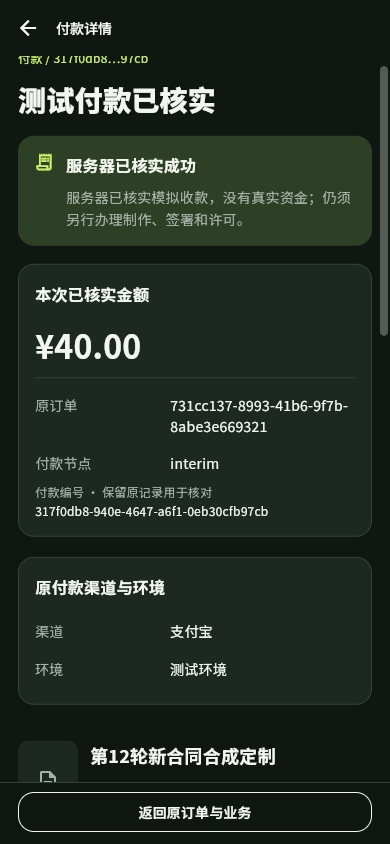 付款详情
付款 / 317f0db8…97cb
测试付款已核实
服务器已核实成功
服务器已核实模拟收款，没有真实资金；仍须
另行办理制作、签署和许可。
本次已核实金额
¥40.00
原订单
731cc137-8993-41b6-9f7b-
8abe3e669321
付款节点
interim
付款编号 · 保留原记录用于核对
317f0db8-940e-4647-a6f1-0eb30cfb97cb
原付款渠道与环境
渠道
支付宝
环境
测试环境
第12轮新合同合成定制
返回原订单与业务